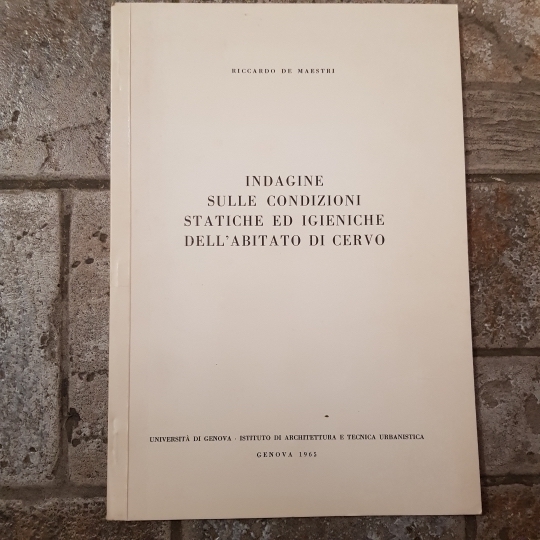 RICCARDO DE MAESTRI
INDAGINE
SULLE CONDIZIONI
STATICHE ED IGIENICHE
DELL'ABITATO DI CERVO
UNIVERSITÀ DI GENOVA - ISTITUTO DI ARCHITETTURA E TECNICA URBANISTICA
GENOVA 1965